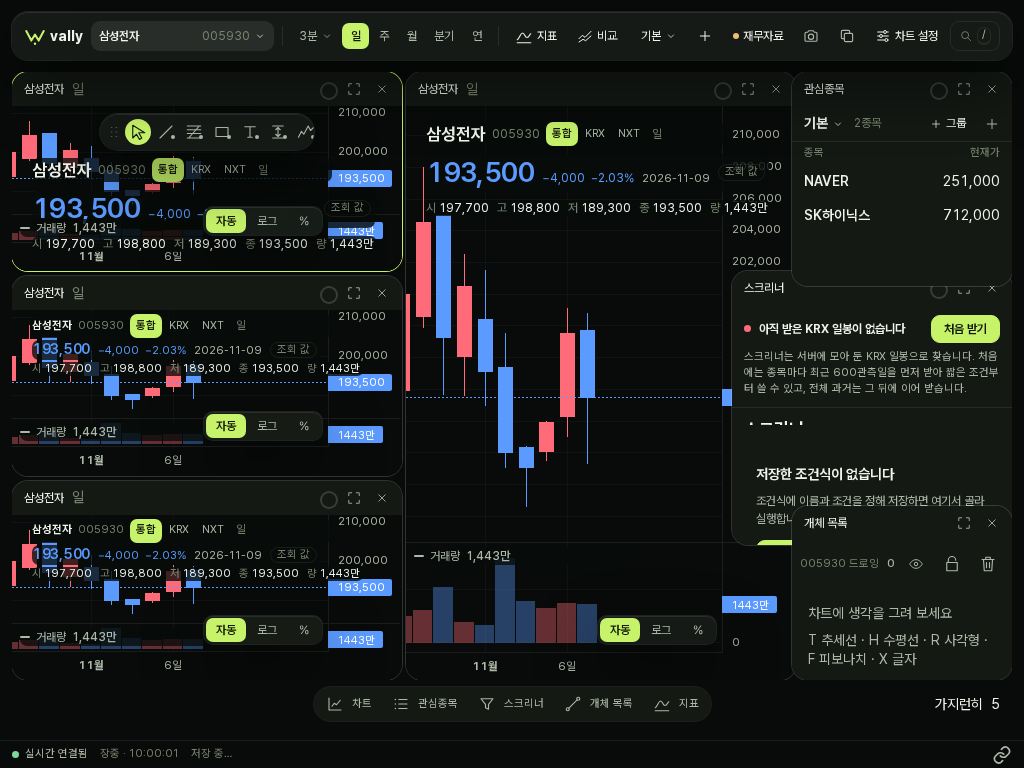 vally 삼성전자 005930 3분 일 주 월 분기 연 지표 비교 기본 재무자료 차트 설정 /
삼성전자 일
210,000
200,000
193,500
삼성전자 005930 통합 KRX NXT 일
193,500 −4,000
조회 값
자동 로그 %
거래량 1,443만
1443만
시 197,700 고 198,800 저 189,300 종 193,500 량 1,443만
11월 6일
삼성전자 일
210,000
삼성전자 005930 통합 KRX NXT 일
193,500 −4,000 −2.03% 2026-11-09 조회 값
200,000
시 197,700 고 198,800 저 189,300 종 193,500 량 1,443만
193,500
거래량 1,443만
자동 로그 %
1443만
11월 6일
삼성전자 일
210,000
삼성전자 005930 통합 KRX NXT 일
193,500 −4,000 −2.03% 2026-11-09 조회 값
200,000
시 197,700 고 198,800 저 189,300 종 193,500 량 1,443만
193,500
거래량 1,443만
자동 로그 %
1443만
11월 6일
삼성전자 일
삼성전자 005930 통합 KRX NXT 일
210,000
193,500 −4,000 −2.03% 2026-11-09 조회 값
206,000
시 197,700 고 198,800 저 189,300 종 193,500 량 1,443만
204,000
202,000
거래량 1,443만
1443만
자동 로그 %
0
11월 6일
관심종목
기본 2종목 + 그룹
종목 현재가
NAVER 251,000
SK하이닉스 712,000
스크리너
아직 받은 KRX 일봉이 없습니다 처음 받기
스크리너는 서버에 모아 둔 KRX 일봉으로 찾습니다. 처음
에는 종목마다 최근 600관측일을 먼저 받아 짧은 조건부
터 쓸 수 있고, 전체 과거는 그 뒤에 이어 받습니다.
저장한 조건식이 없습니다
조건식에 이름과 조건을 정해 저장하면 여기서 골라
개체 목록
005930 드로잉 0
차트에 생각을 그려 보세요
T 추세선 · H 수평선 · R 사각형 ·
F 피보나치 · X 글자
차트 관심종목 스크리너 개체 목록 지표
가지런히 5
실시간 연결됨 장중 · 10:00:01 저장 중…